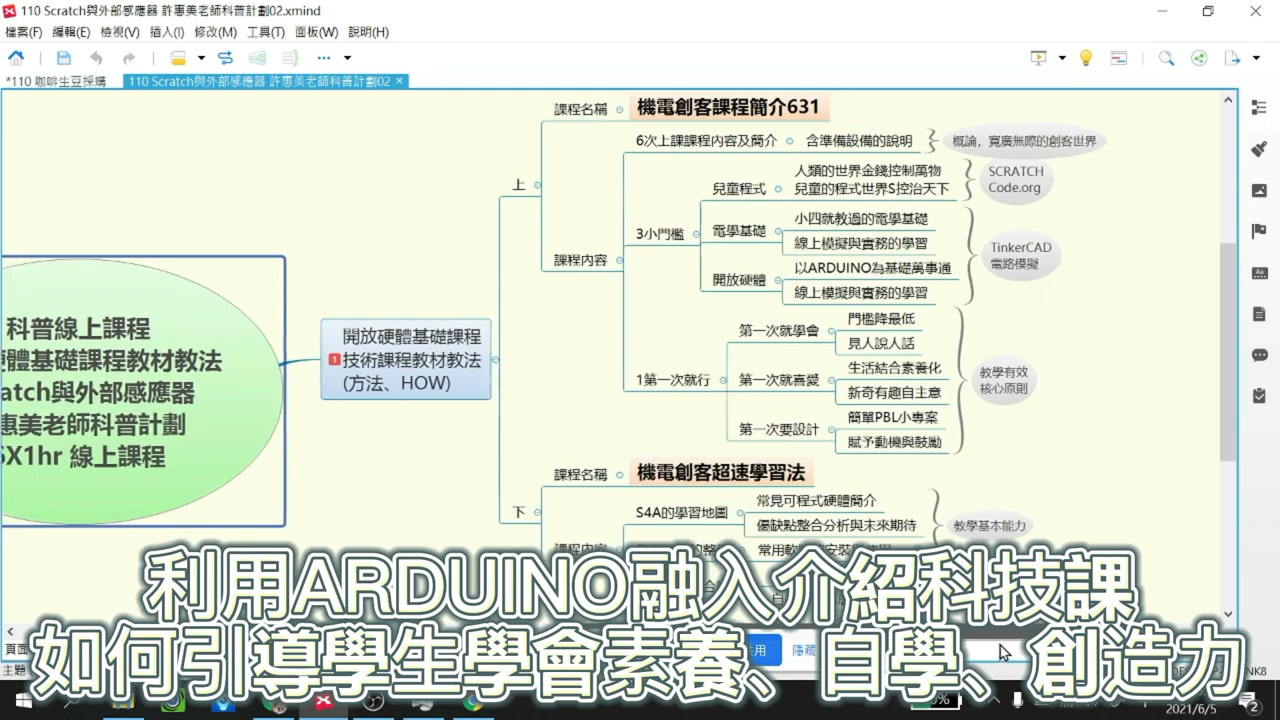 110 Scratch與外部感應器 許惠美老師科普計劃02.xmind
檔案(F) 編輯(E) 檢視(V) 插入(I) 修改(M) 工具(T) 面板(W) 說明(H)
*110 咖啡生豆採購
110 Scratch與外部感應器 許惠美老師科普計劃02
課程名稱
機電創客課程簡介631
6次上課課程內容及簡介
含準備設備的說明
概論，寬廣無際的創客世界
上
人類的世界金錢控制萬物
兒童程式
兒童的程式世界S控治天下
SCRATCH
Code.org
3小門檻
電學基礎
小四就教過的電學基礎
線上模擬與實務的學習
TinkerCAD
電路模擬
課程內容
開放硬體
以ARDUINO為基礎萬事通
線上模擬與實務的學習
第一次就學會
門檻降最低
見人說人話
1第一次就行
第一次就喜愛
生活結合素養化
新奇有趣自主意
教學有效
核心原則
第一次要設計
簡單PBL小專案
賦予動機與鼓勵
科普線上課程
硬體基礎課程教材教法
atch與外部感應器
惠美老師科普計劃
6X1hr 線上課程
開放硬體基礎課程
1
技術課程教材教法
(方法、HOW)
課程名稱
機電創客超速學習法
下
S4A的學習地圖
常見可程式硬體簡介
優缺點整合分析與未來期待
教學基本能力
課程內容
利用ARDUINO融入介紹科技課
如何引導學生學會素養、自學、創造力
隱藏
主題
2021/6/5
2